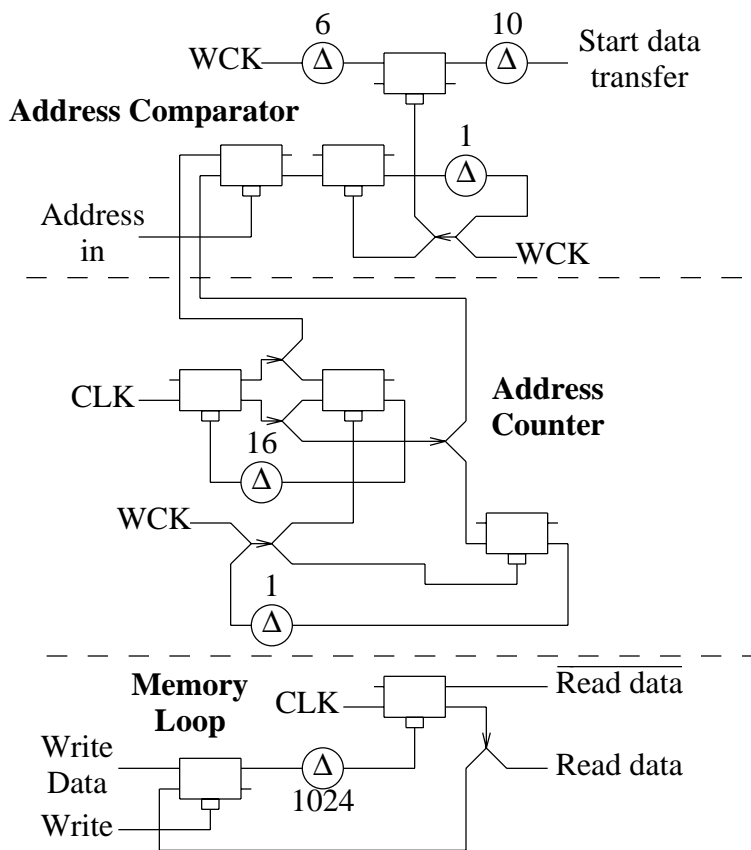 6
10
WCK
Δ
Δ
Start data
transfer
Address Comparator
1
Δ
Address
in
WCK
CLK
Address
Counter
16
Δ
WCK
1
Δ
Memory
Loop
CLK
Read data
Write
Data
Δ
1024
Read data
Write